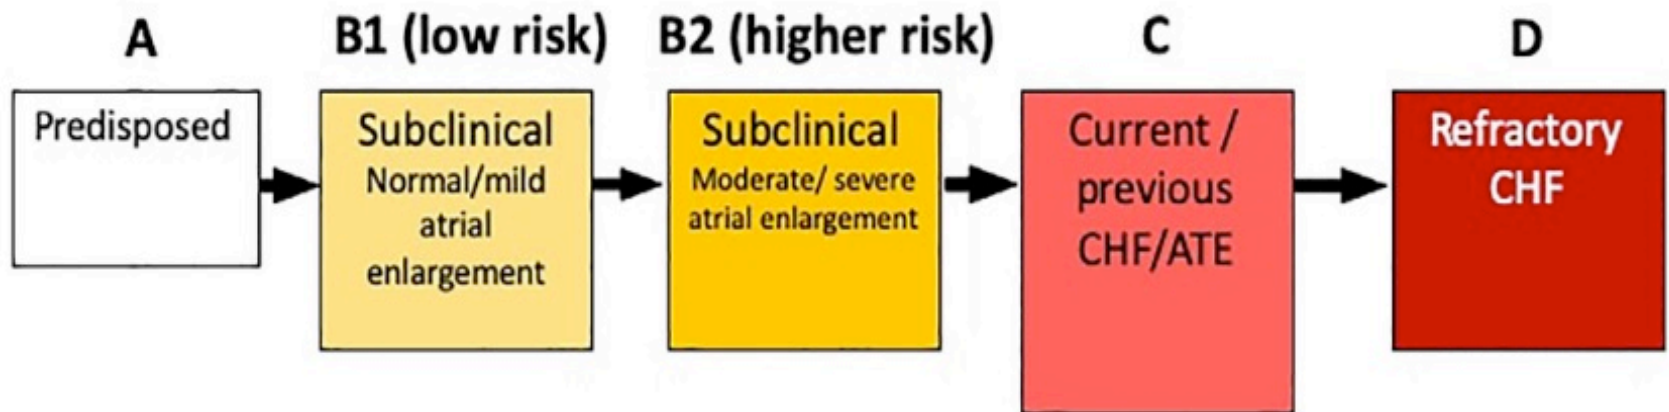 A
B1 (low risk)
B2 (higher risk)
C
D
Predisposed
Subclinical
Normal/mild
atrial
enlargement
Subclinical
Moderate/ severe
atrial enlargement
Current /
previous
CHF/ATE
Refractory
CHF